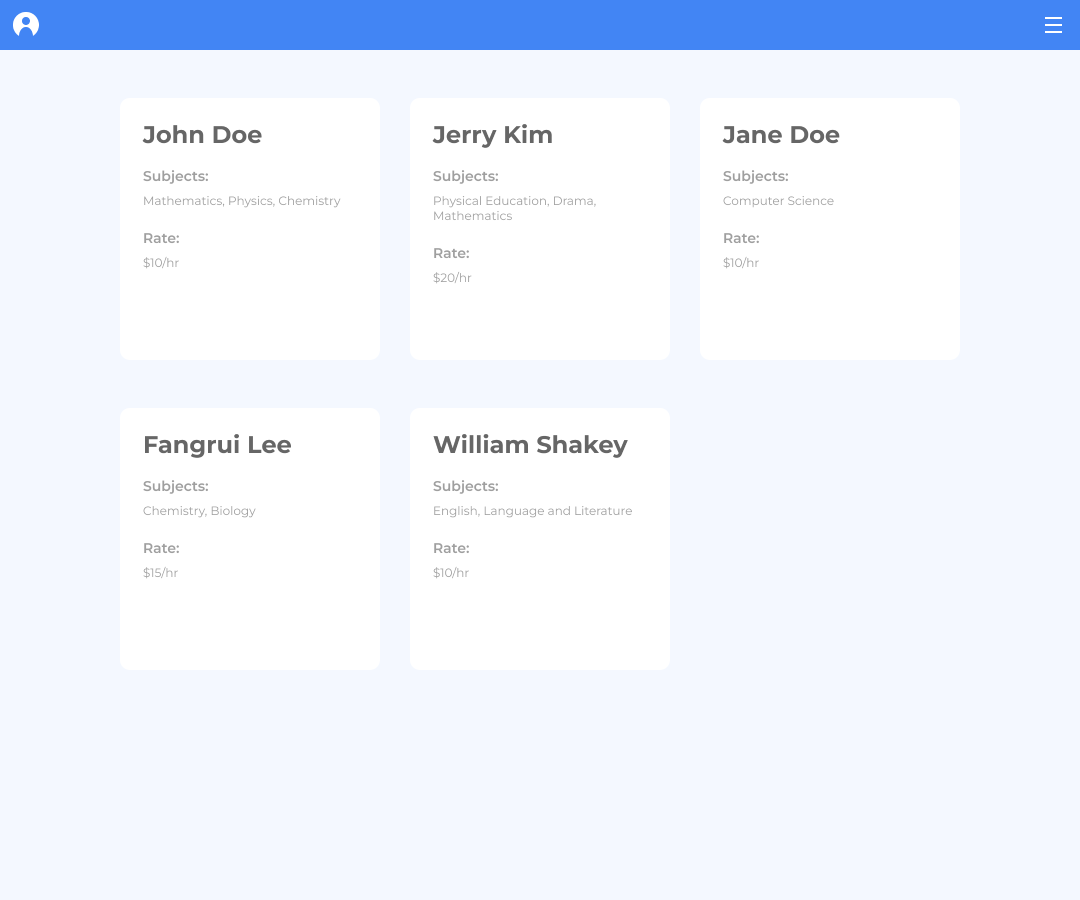 John Doe
Subjects:
Mathematics, Physics, Chemistry
Rate:
$10/hr
Jerry Kim
Subjects:
Physical Education, Drama,
Mathematics
Rate:
$20/hr
Jane Doe
Subjects:
Computer Science
Rate:
$10/hr
Fangrui Lee
Subjects:
Chemistry, Biology
Rate:
$15/hr
William Shakey
Subjects:
English, Language and Literature
Rate:
$10/hr